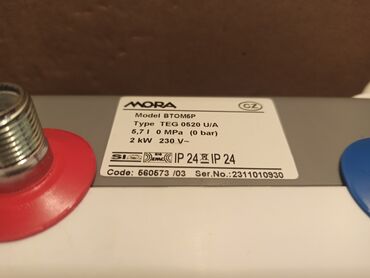 MORA CZ
Model BTOM5P
Type TEG 0520 U/A
5,7 l 0 MPa (0 bar)
2 kW 230 V~
IP 24 IP 24
Code: 560573 /03 Ser.No.: 2311010930